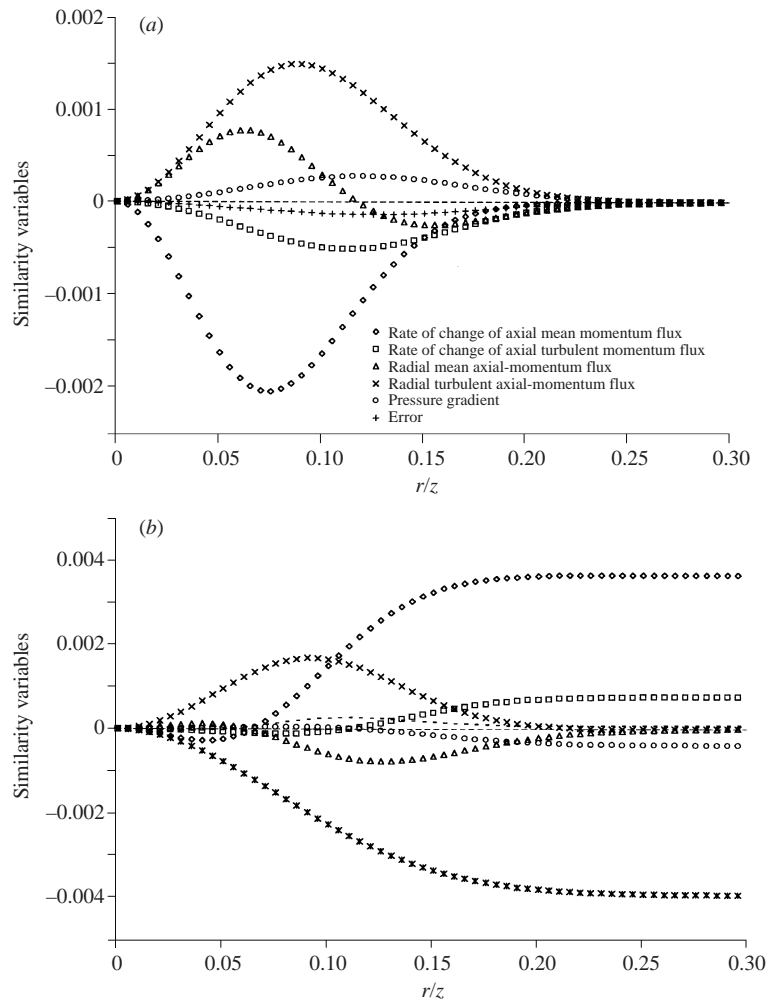 (a)
0.002
0.001
0
−0.001
−0.002
Similarity variables
Rate of change of axial mean momentum flux
Rate of change of axial turbulent momentum flux
Radial mean axial-momentum flux
Radial turbulent axial-momentum flux
Pressure gradient
Error
0 0.05 0.10 0.15 0.20 0.25 0.30
r/z
(b)
0.004
0.002
0
−0.002
−0.004
Similarity variables
0 0.05 0.10 0.15 0.20 0.25 0.30
r/z